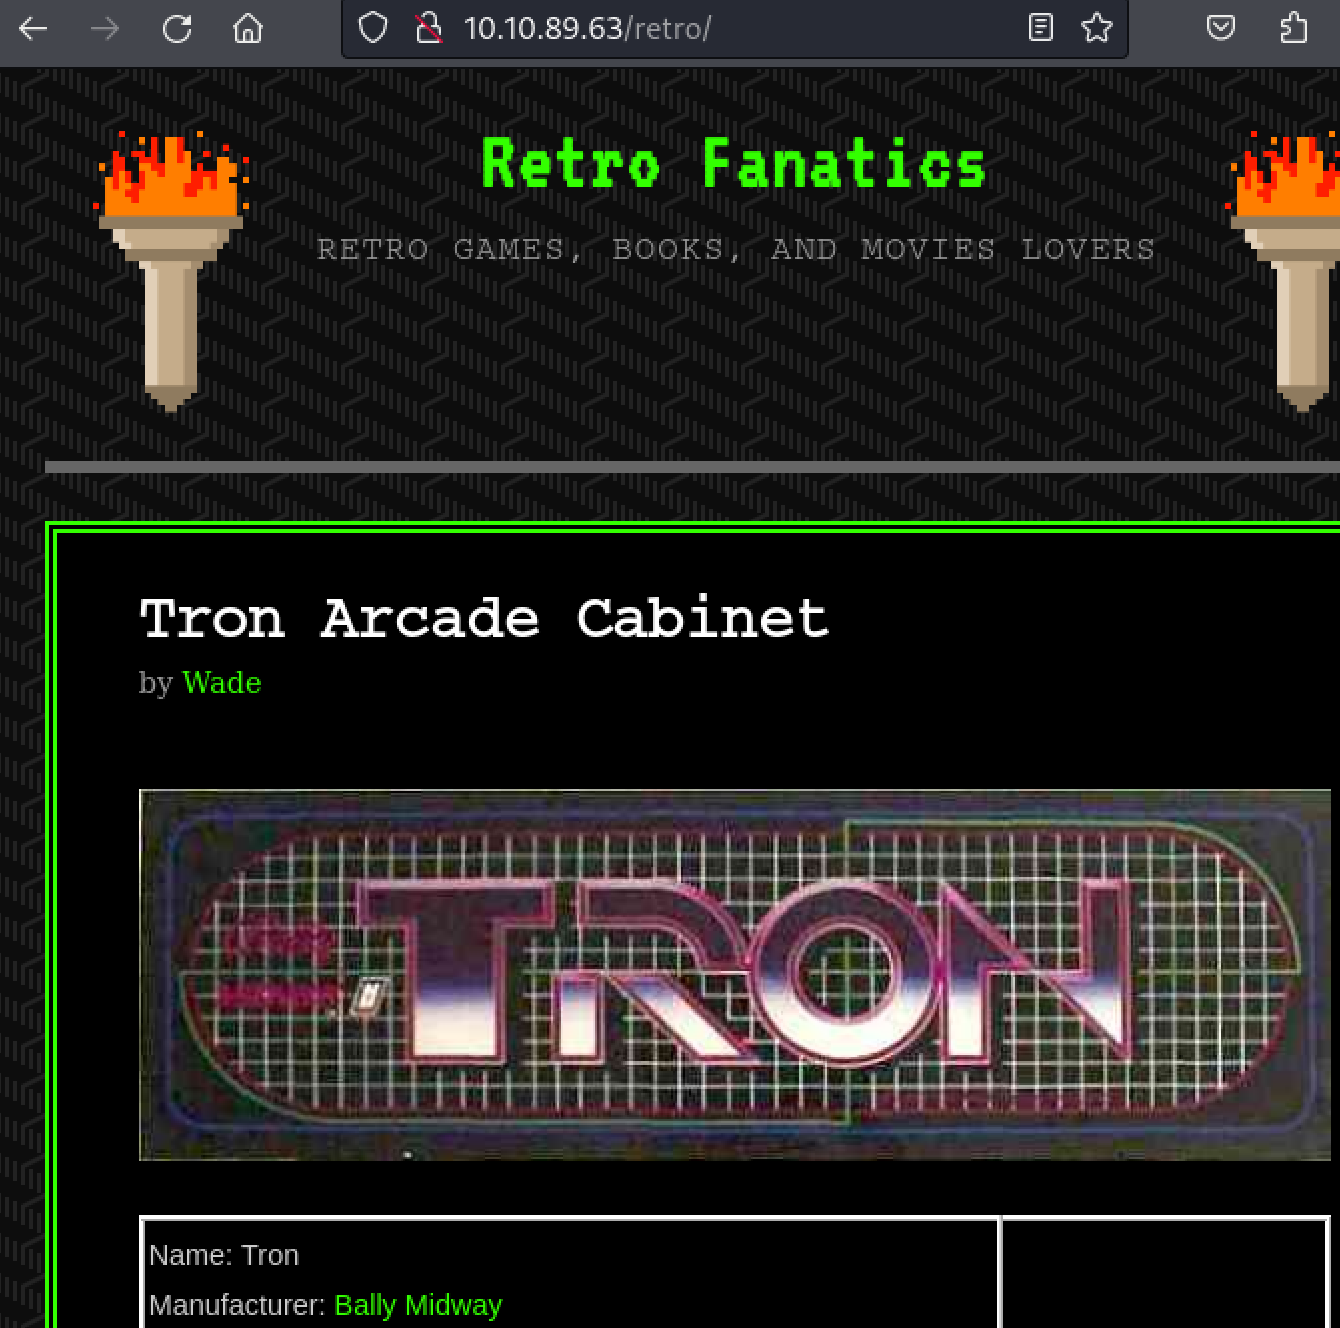 10.10.89.63/retro/
Retro Fanatics
RETRO GAMES, BOOKS, AND MOVIES LOVERS
Tron Arcade Cabinet
by Wade
TRON
Name: Tron
Manufacturer: Bally Midway